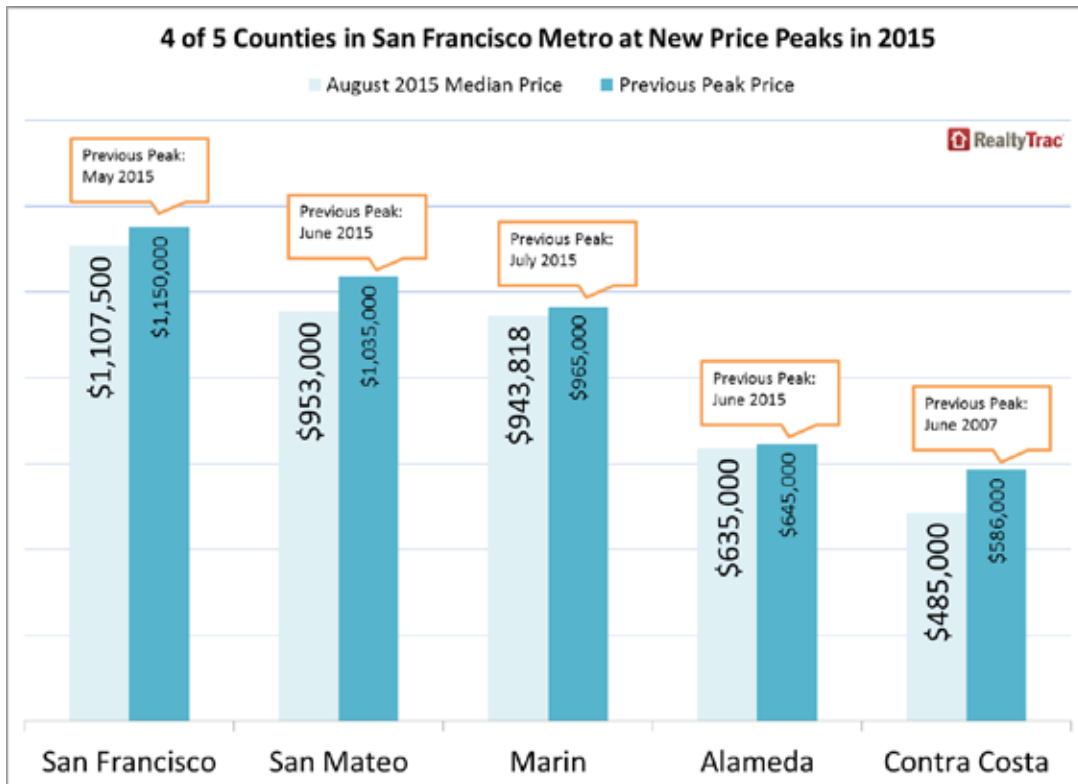 4 of 5 Counties in San Francisco Metro at New Price Peaks in 2015
August 2015 Median Price
Previous Peak Price
RealtyTrac
Previous Peak:
May 2015
Previous Peak:
June 2015
Previous Peak:
July 2015
Previous Peak:
June 2015
Previous Peak:
June 2007
$1,107,500
$1,150,000
$953,000
$1,035,000
$943,818
$965,000
$635,000
$645,000
$485,000
$586,000
San Francisco
San Mateo
Marin
Alameda
Contra Costa